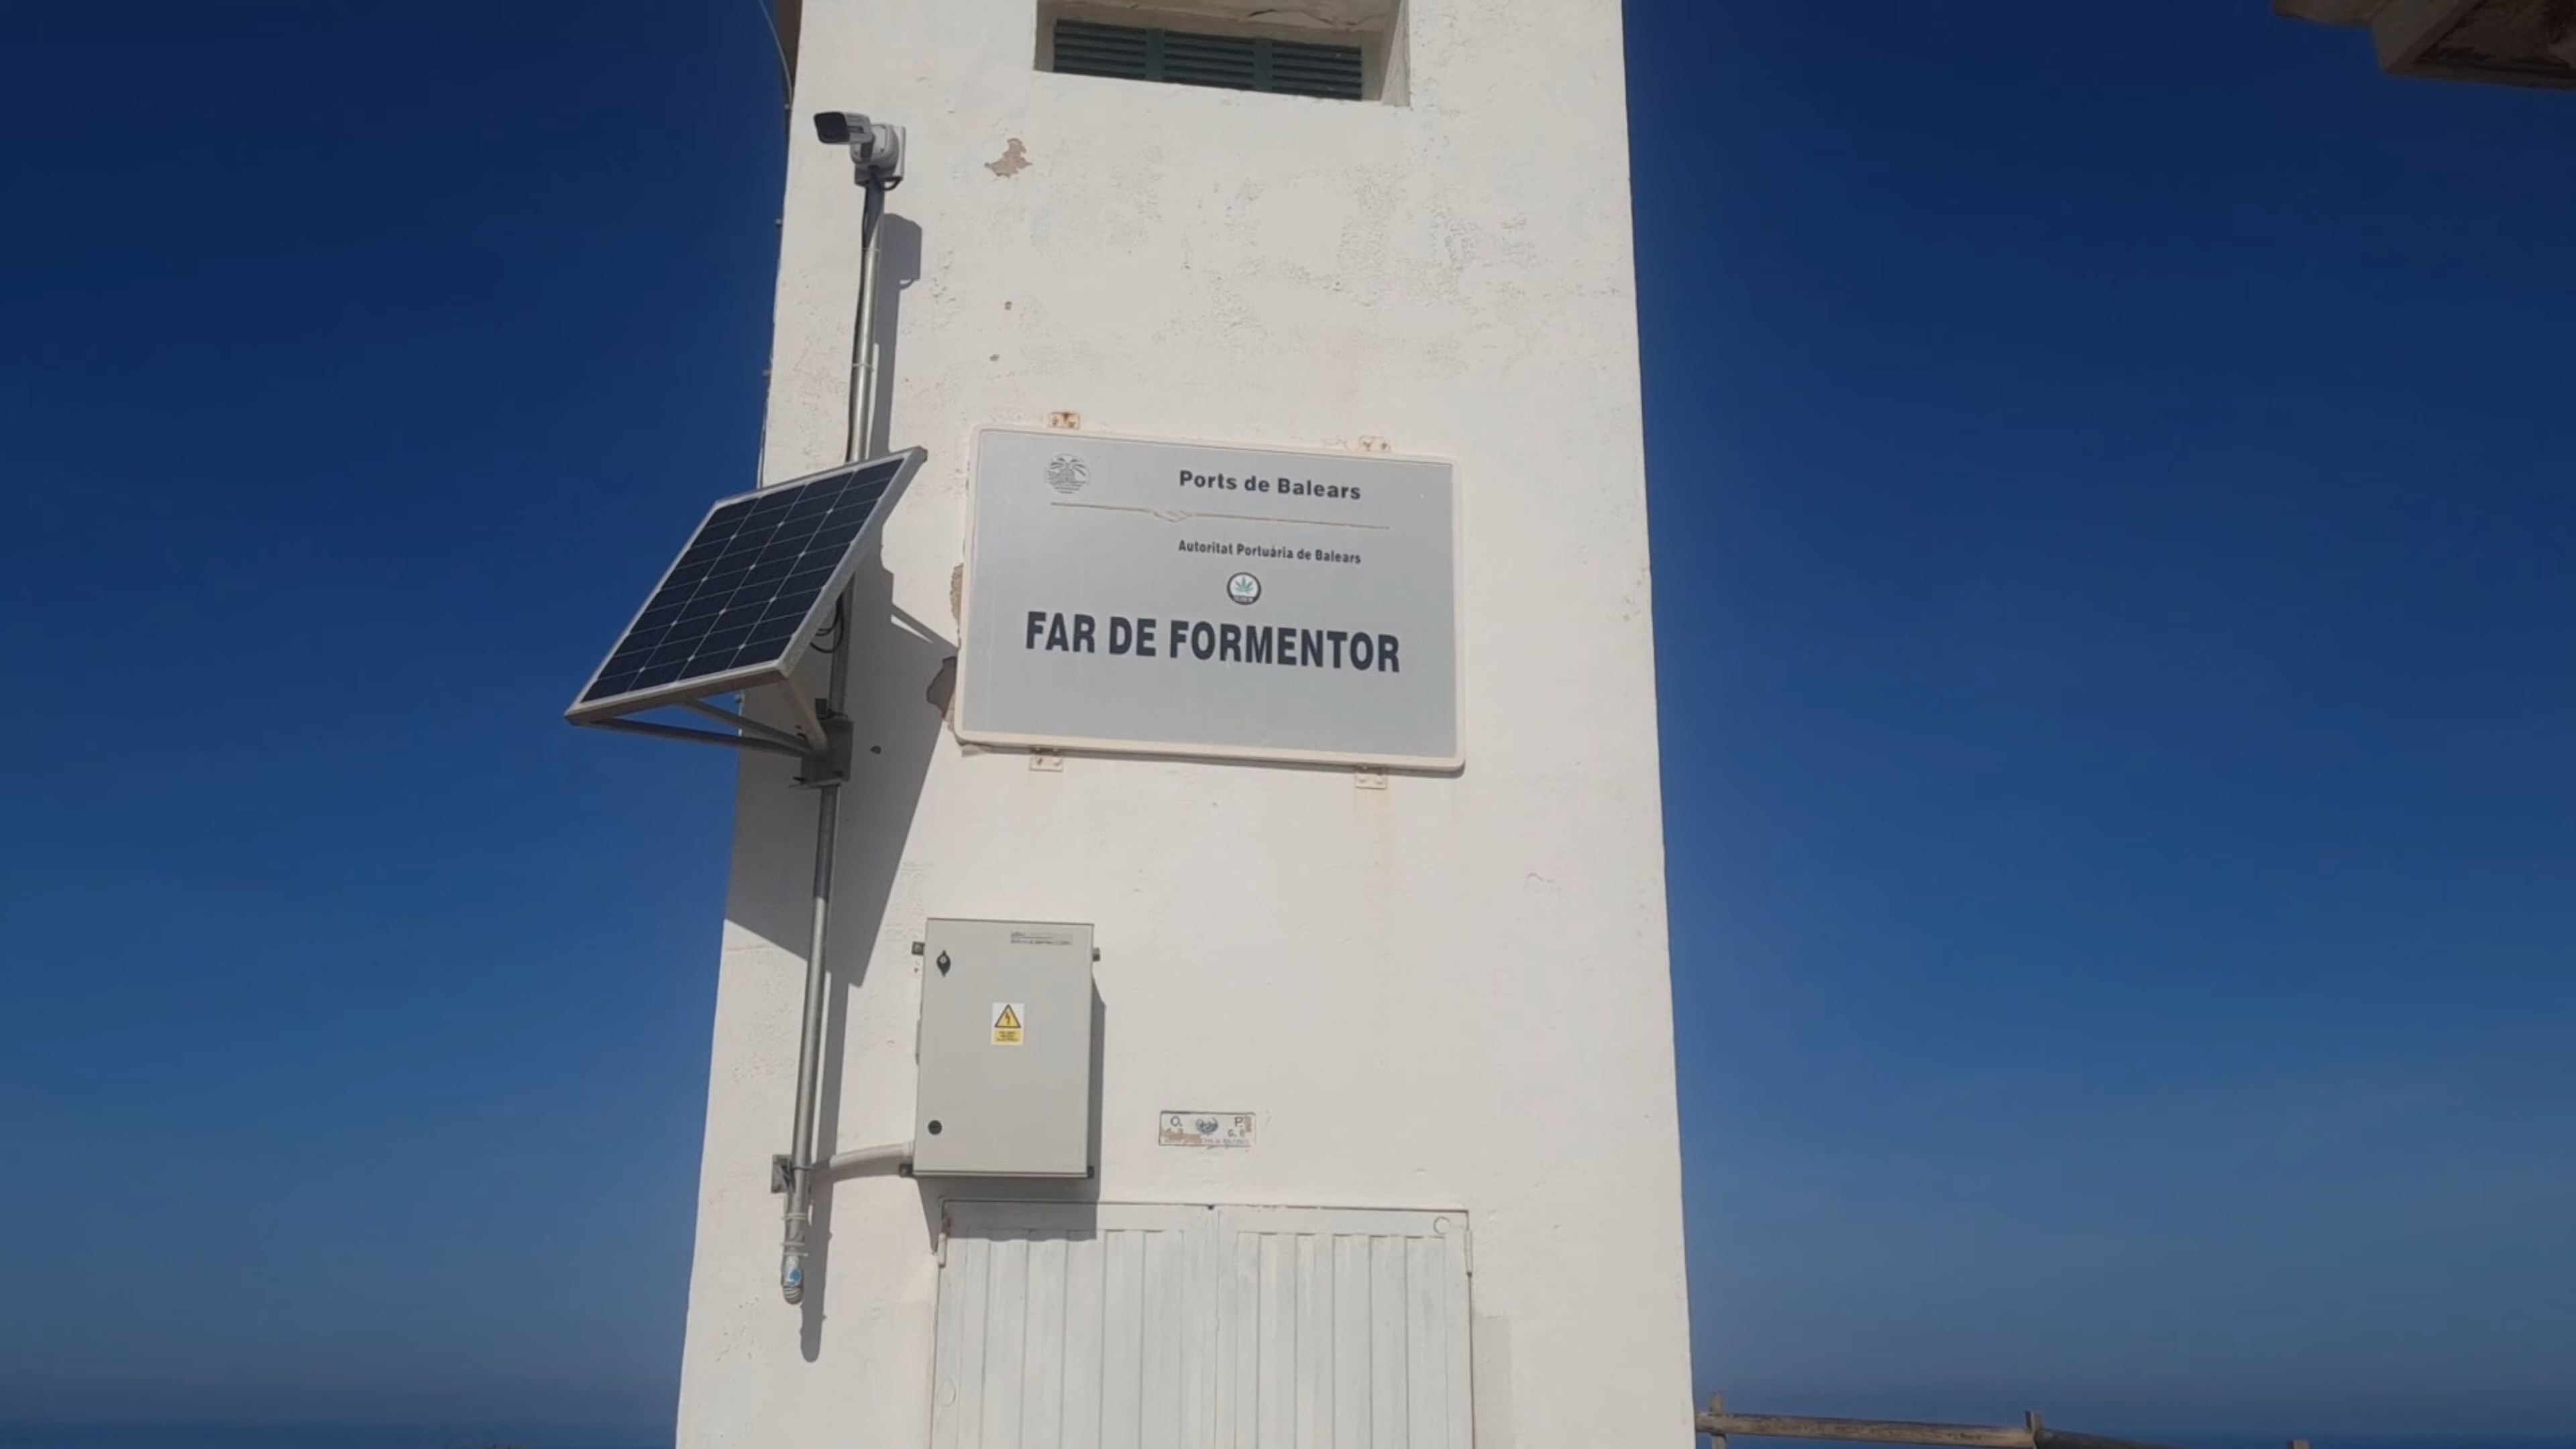 Ports de Balears
Autoritat Portuària de Balears
FAR DE FORMENTOR
O. P.
G. E